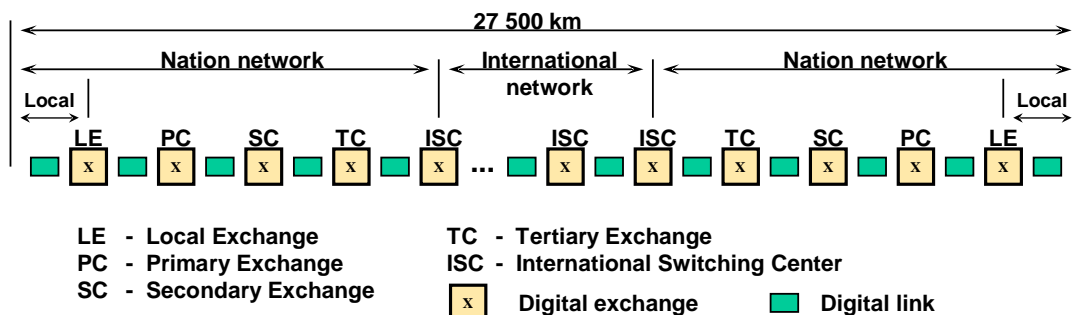 27 500 km
Nation network International network Nation network
Local Local
LE PC SC TC ISC ISC ISC TC SC PC LE
x x x x x ... x x x x x x
LE - Local Exchange
PC - Primary Exchange
SC - Secondary Exchange
TC - Tertiary Exchange
ISC - International Switching Center
x Digital exchange Digital link